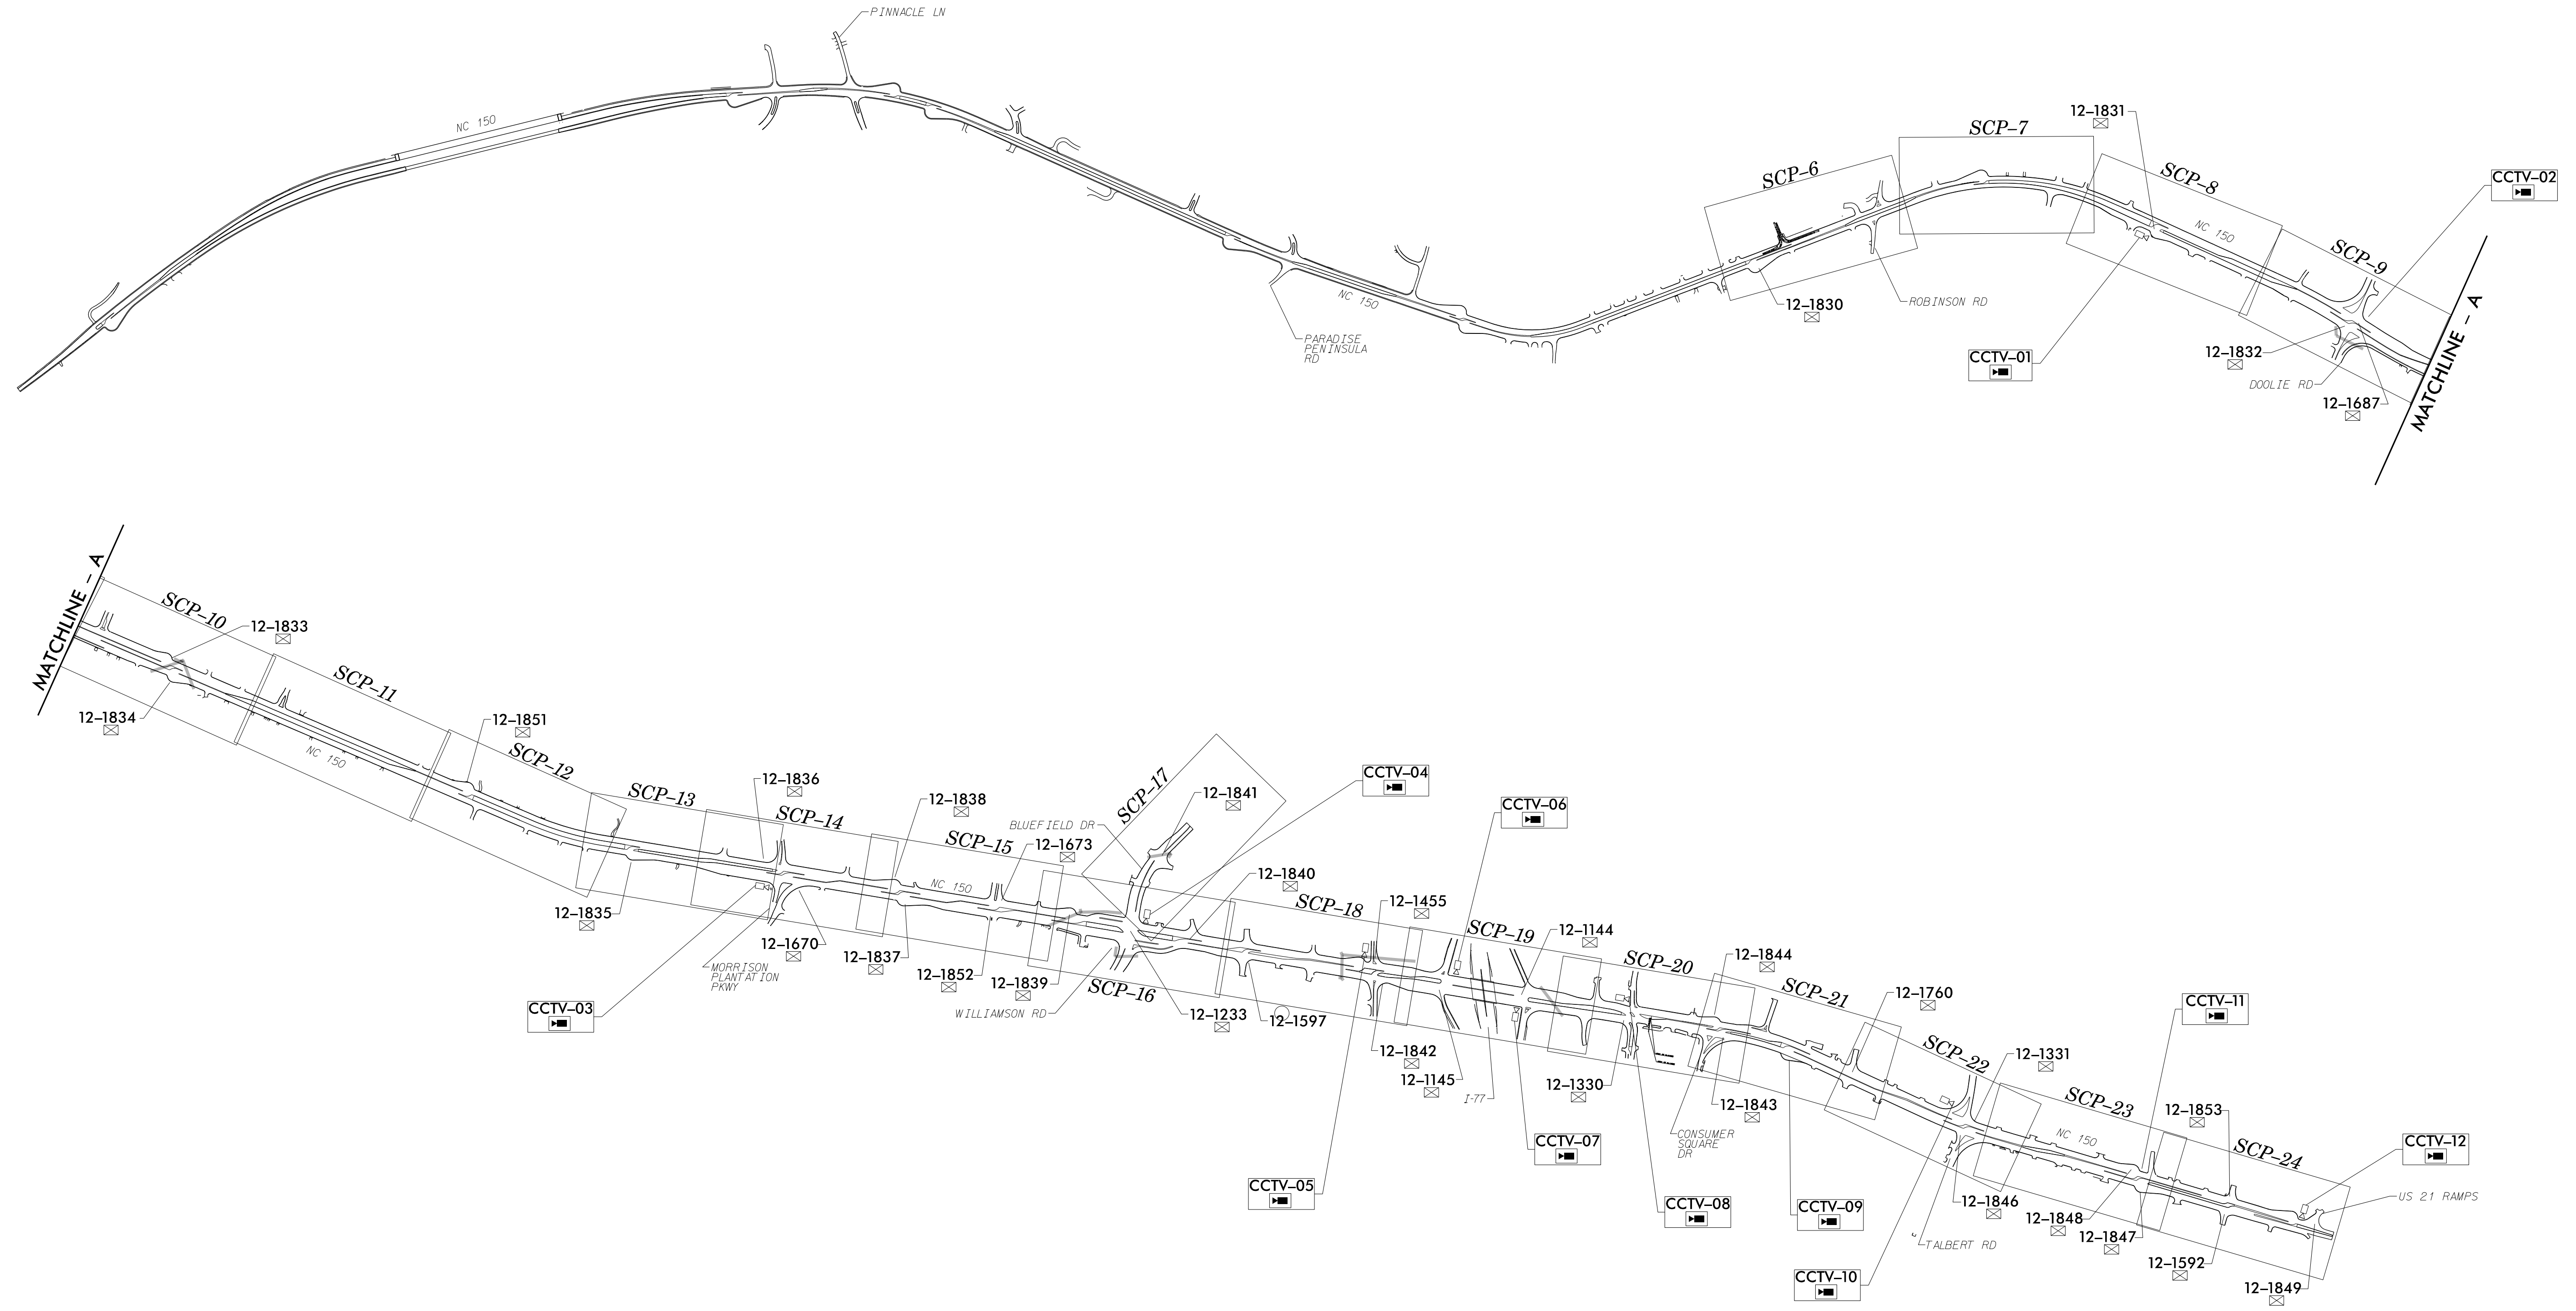 PINNACLE LN
NC 150
12-1831
SCP-7
SCP-6
SCP-8
CCTV-02
NC 150
SCP-9
NC 150
12-1830
ROBINSON RD
PARADISE
PENINSULA
RD
CCTV-01
12-1832
DOOLIE RD
12-1687
MATCHLINE - A
MATCHLINE - A
SCP-10
12-1833
SCP-11
12-1834
NC 150
12-1851
SCP-12
SCP-13
12-1836
SCP-14
12-1838
SCP-15
BLUEFIELD DR
SCP-17
12-1841
CCTV-04
12-1673
NC 150
12-1840
CCTV-06
12-1835
12-1670
MORRISON
PLANTATION
PKWY
12-1837
12-1852
12-1839
SCP-16
SCP-18
12-1455
SCP-19
12-1144
CCTV-03
WILLIAMSON RD
12-1233
12-1597
SCP-20
12-1844
SCP-21
12-1760
CCTV-11
12-1842
12-1145
I-77
12-1330
12-1843
SCP-22
12-1331
CONSUMER
SQUARE
DR
CCTV-07
SCP-23
12-1853
NC 150
SCP-24
CCTV-12
CCTV-05
CCTV-08
CCTV-09
12-1846
12-1848
12-1847
US 21 RAMPS
TALBERT RD
12-1592
CCTV-10
12-1849